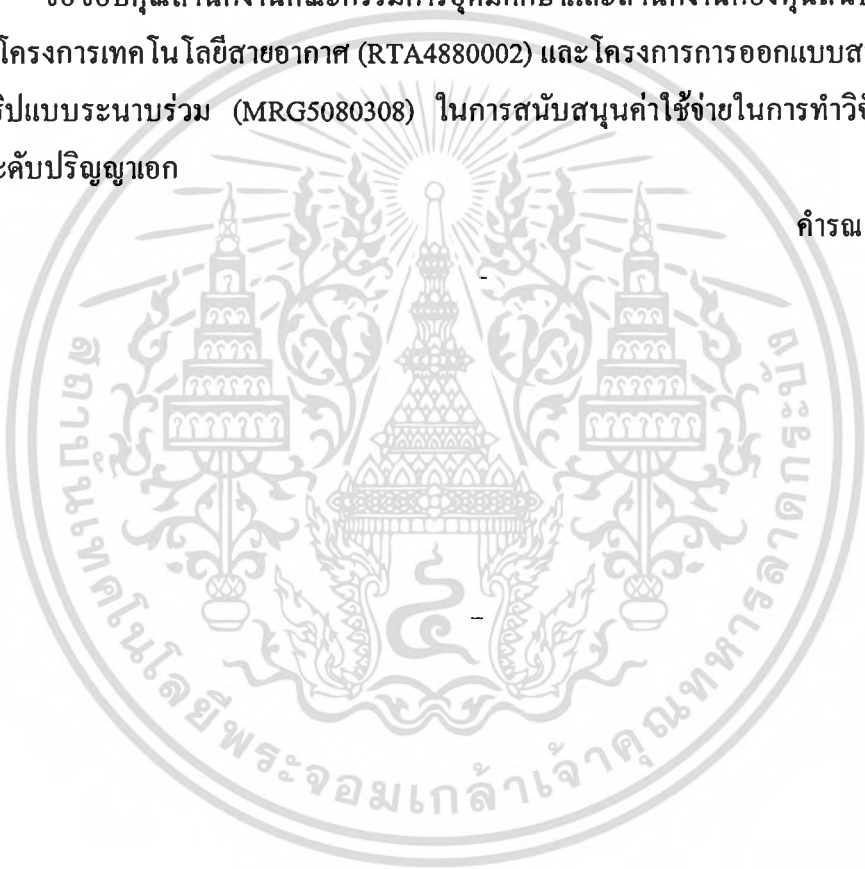 โครงการเทคโนโลยีสายอากาศ (RTA4880002) และโครงการการออกแบบส
ริปแบบระนาบร่วม (MRG5080308) ในการสนับสนุนค่าใช้จ่ายในการทำวิจ
ะดับปริญญาเอก
คำรณ
สถาบันเทคโนโลยีพระจอมเกล้าเจ้าคุณทหารลาดกระบัง
๔